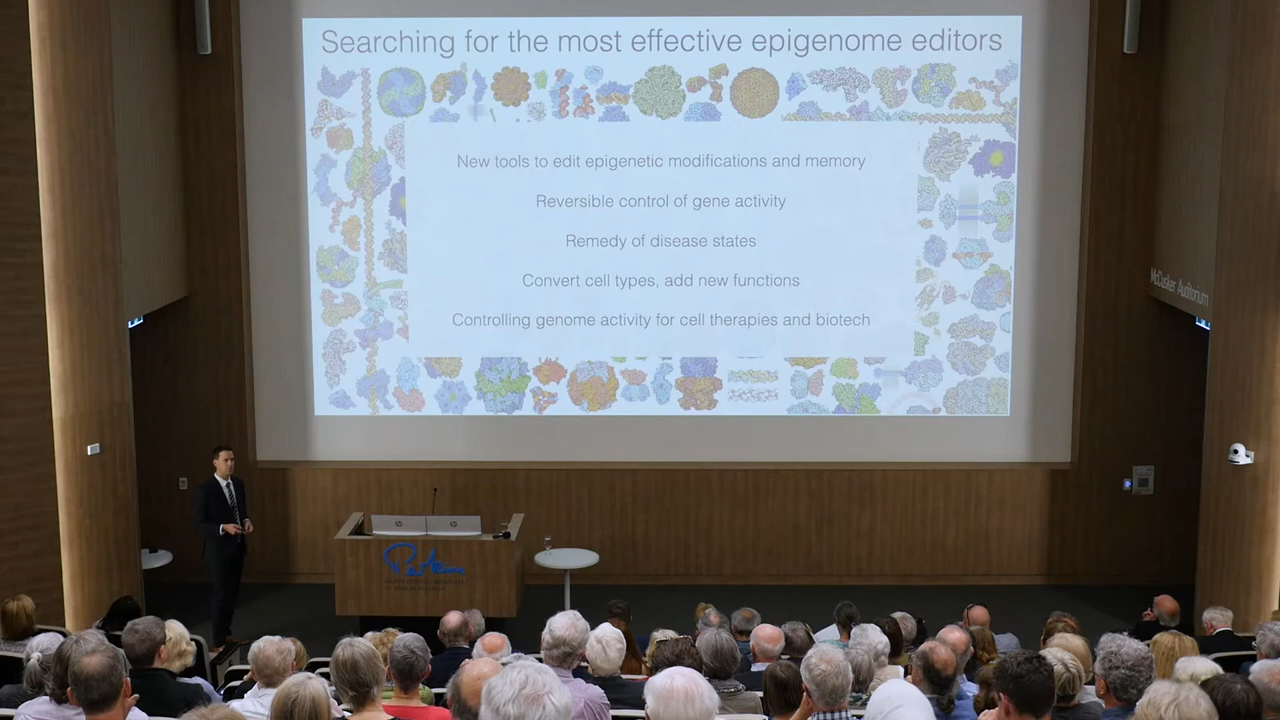 Searching for the most effective epigenome editors
New tools to edit epigenetic modifications and memory
Reversible control of gene activity
Remedy of disease states
Convert cell types, add new functions
Controlling genome activity for cell therapies and biotech
McCusker Auditorium
Perkins